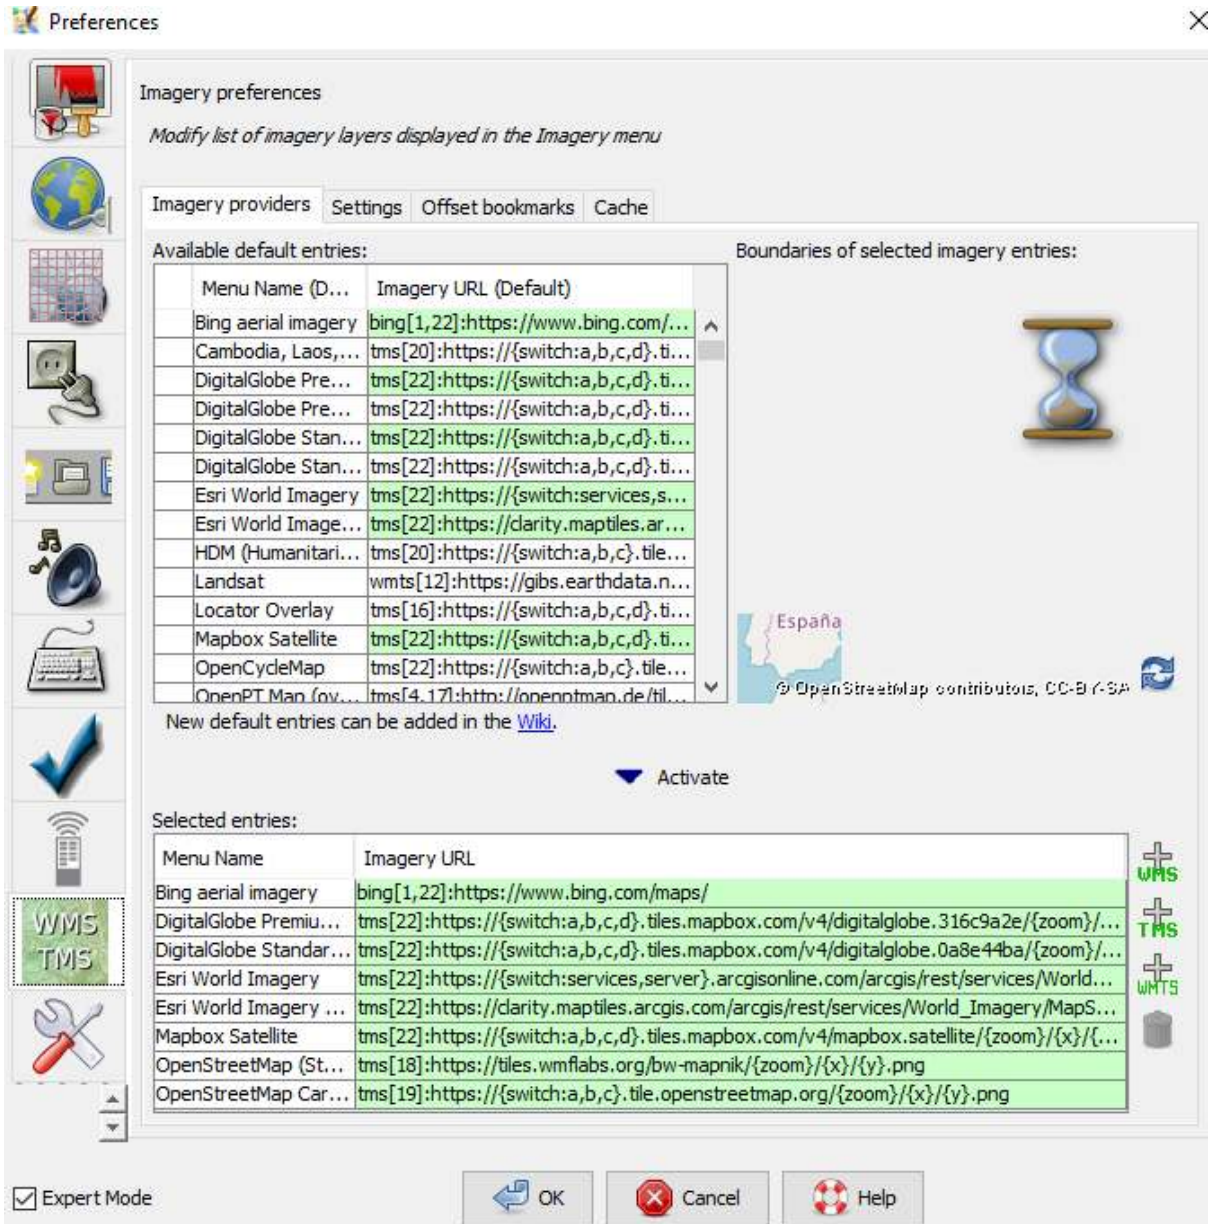 Preferences
Imagery preferences
Modify list of imagery layers displayed in the Imagery menu
Imagery providers Settings Offset bookmarks Cache
Available default entries: Boundaries of selected imagery entries:
Menu Name (D... Imagery URL (Default)
Bing aerial imagery bing[1,22]:https://www.bing.com/...
Cambodia, Laos,... tms[20]:https://{switch:a,b,c,d}.ti...
DigitalGlobe Pre... tms[22]:https://{switch:a,b,c,d}.ti...
DigitalGlobe Pre... tms[22]:https://{switch:a,b,c,d}.ti...
DigitalGlobe Stan... tms[22]:https://{switch:a,b,c,d}.ti...
DigitalGlobe Stan... tms[22]:https://{switch:a,b,c,d}.ti...
Esri World Imagery tms[22]:https://{switch:services,s...
Esri World Image... tms[22]:https://clarity.maptiles.ar...
HDM (Humanitari... tms[20]:https://{switch:a,b,c}.tile...
Landsat wmts[12]:https://gibs.earthdata.n...
Locator Overlay tms[16]:https://{switch:a,b,c,d}.ti...
Mapbox Satellite tms[22]:https://{switch:a,b,c,d}.ti...
OpenCycleMap tms[22]:https://{switch:a,b,c}.tile...
OpenPT Map (ov... tms[4,17]:http://openptmap.de/til...
España
© OpenStreetMap contributors, CC-BY-SA
New default entries can be added in the Wiki.
Activate
Selected entries:
Menu Name Imagery URL
Bing aerial imagery bing[1,22]:https://www.bing.com/maps/
DigitalGlobe Premiu... tms[22]:https://{switch:a,b,c,d}.tiles.mapbox.com/v4/digitalglobe.316c9a2e/{zoom}/...
DigitalGlobe Standar... tms[22]:https://{switch:a,b,c,d}.tiles.mapbox.com/v4/digitalglobe.0a8e44ba/{zoom}/...
Esri World Imagery tms[22]:https://{switch:services,server}.arcgisonline.com/arcgis/rest/services/World...
Esri World Imagery ... tms[22]:https://clarity.maptiles.arcgis.com/arcgis/rest/services/World_Imagery/MapS...
Mapbox Satellite tms[22]:https://{switch:a,b,c,d}.tiles.mapbox.com/v4/mapbox.satellite/{zoom}/{x}/{...
OpenStreetMap (St... tms[18]:https://tiles.wmflabs.org/bw-mapnik/{zoom}/{x}/{y}.png
OpenStreetMap Car... tms[19]:https://{switch:a,b,c}.tile.openstreetmap.org/{zoom}/{x}/{y}.png
WMS
TMS
WMTS
WMS
TMS
Expert Mode OK Cancel Help